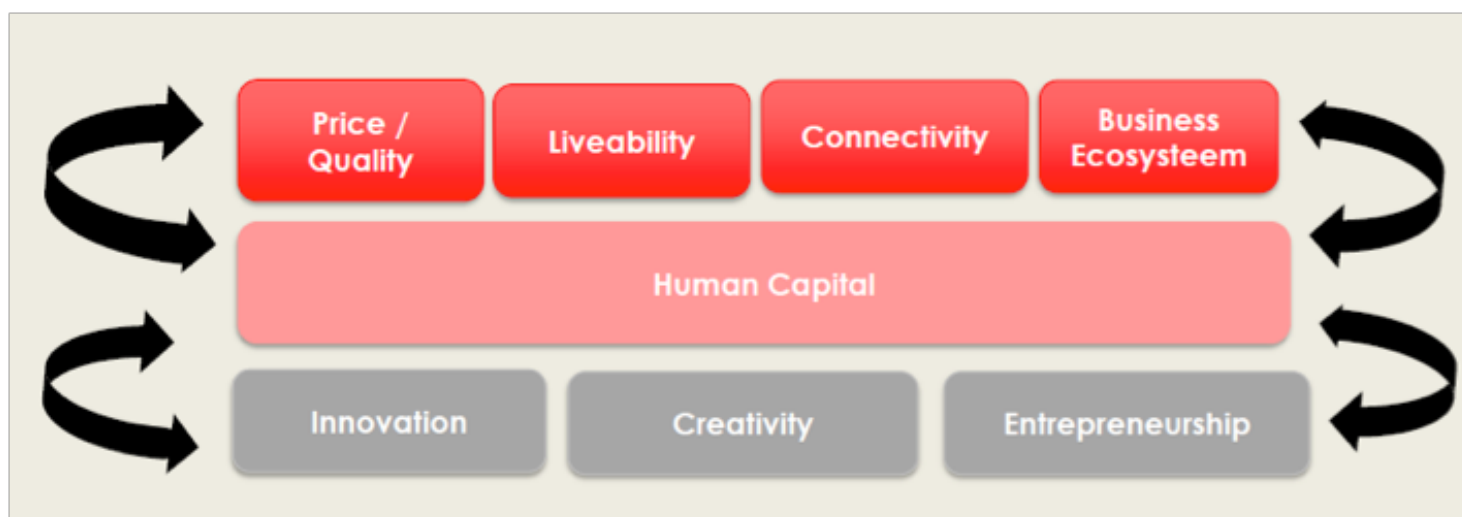 Price /
Quality
Liveability
Connectivity
Business
Ecosysteem
Human Capital
Innovation
Creativity
Entrepreneurship